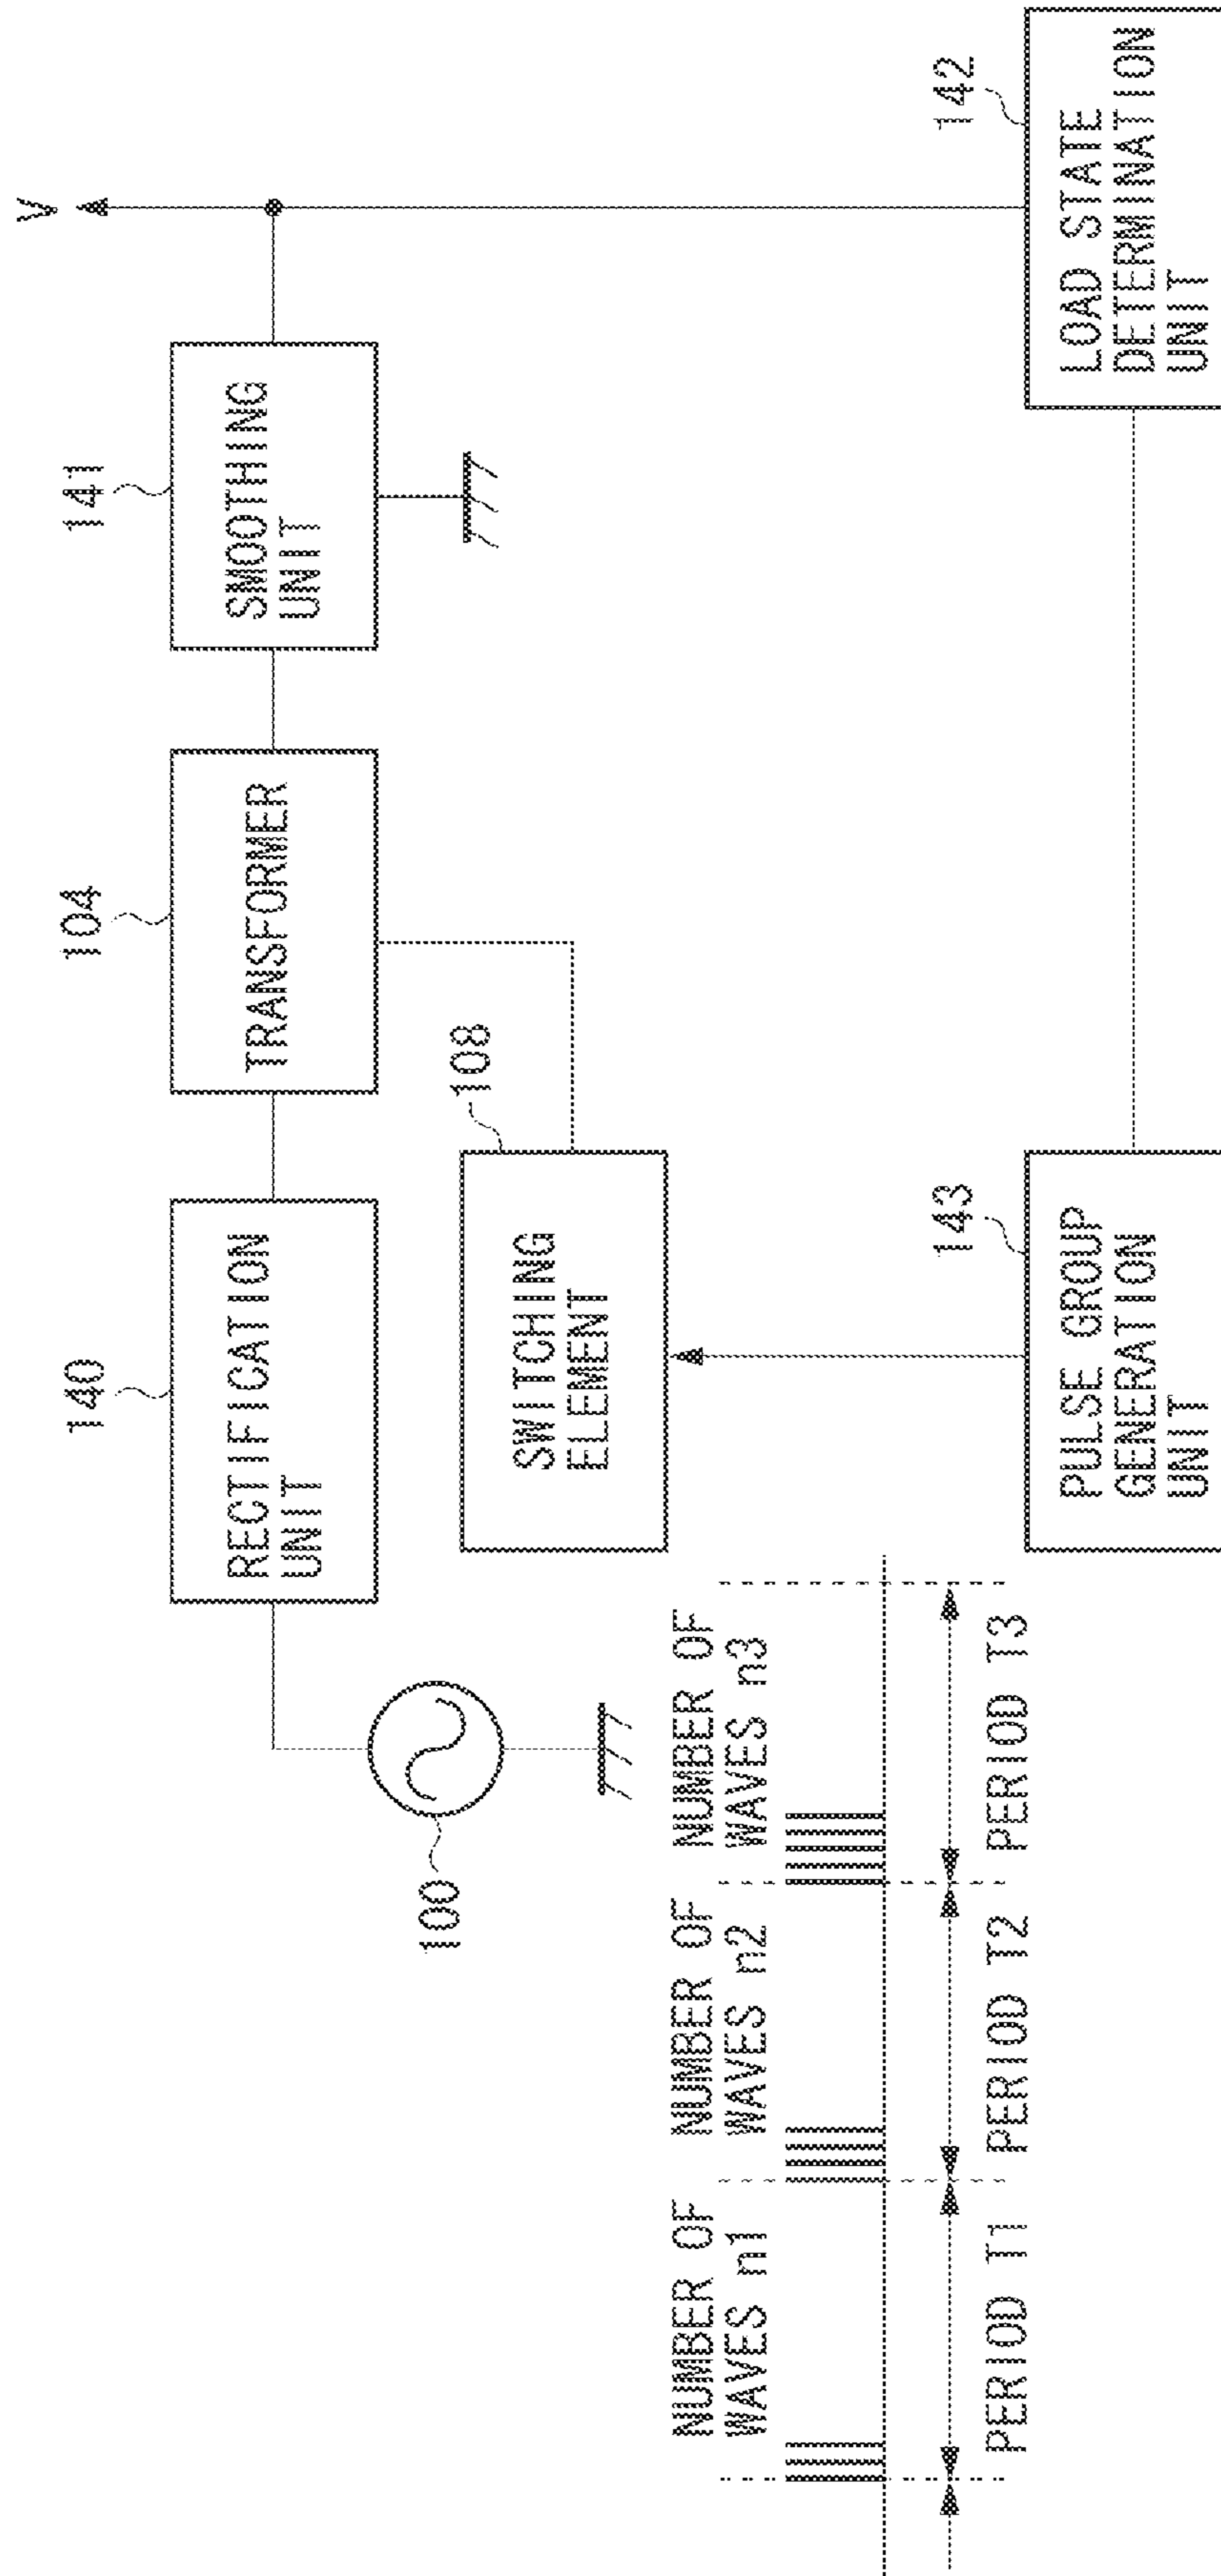 V
140
RECTIFICATION
UNIT
104
TRANSFORMER
141
SMOOTHING
UNIT
100
108
SWITCHING
ELEMENT
NUMBER OF
WAVES n1
NUMBER OF
WAVES n2
NUMBER OF
WAVES n3
PERIOD T1
PERIOD T2
PERIOD T3
143
PULSE GROUP
GENERATION
UNIT
142
LOAD STATE
DETERMINATION
UNIT